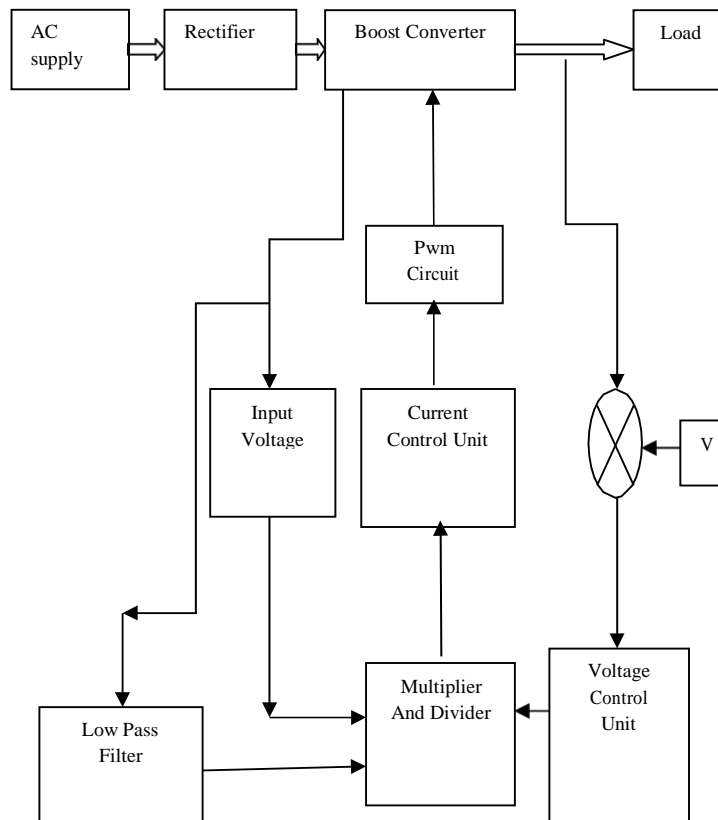 AC
supply
Rectifier
Boost Converter
Load
Pwm
Circuit
Input
Voltage
Current
Control Unit
V
Multiplier
And Divider
Voltage
Control
Unit
Low Pass
Filter